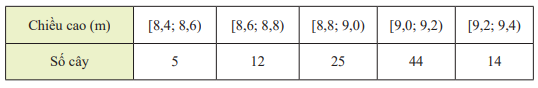 Chiều cao (m) [8,4; 8,6) [8,6; 8,8) [8,8; 9,0) [9,0; 9,2) [9,2; 9,4)
Số cây 5 12 25 44 14